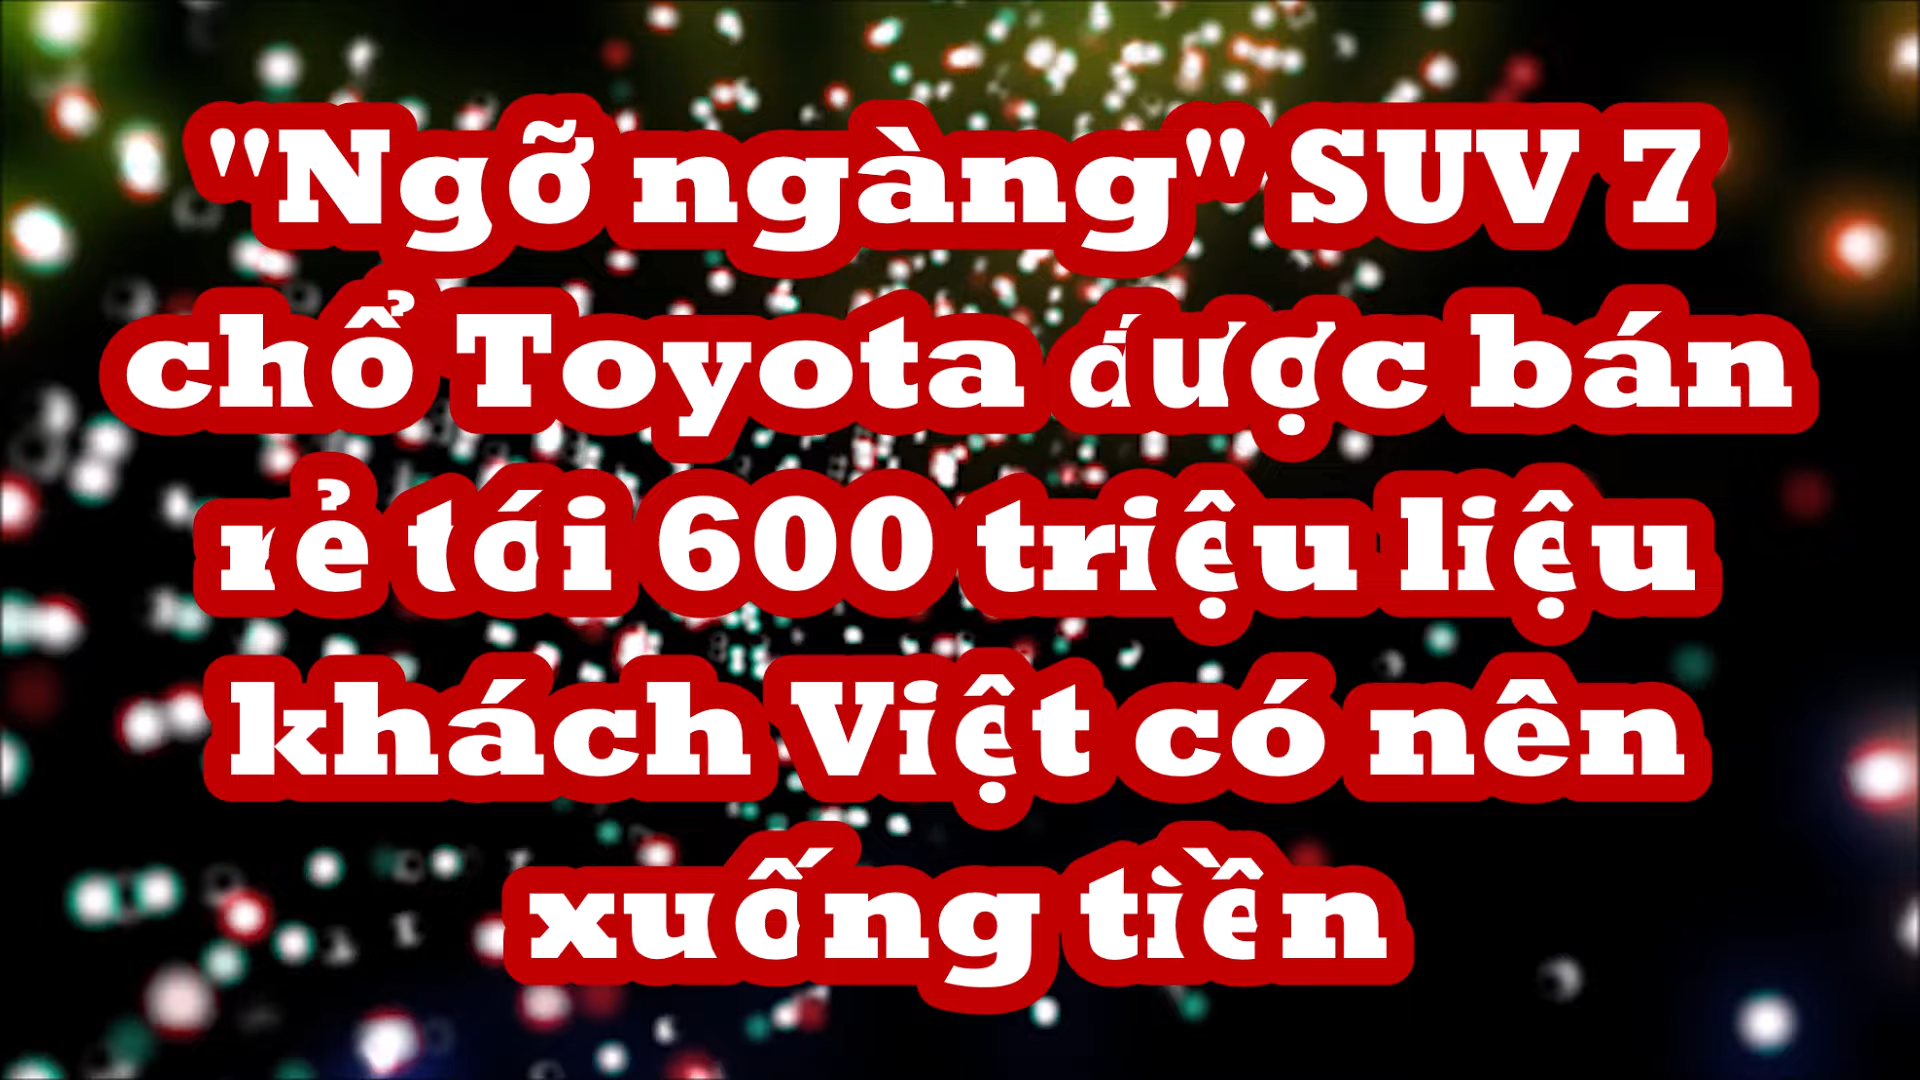 "Ngỡ ngàng" SUV 7
chổ Toyota được bán
rẻ tới 600 triệu liệu
khách Việt có nên
xuống tiền